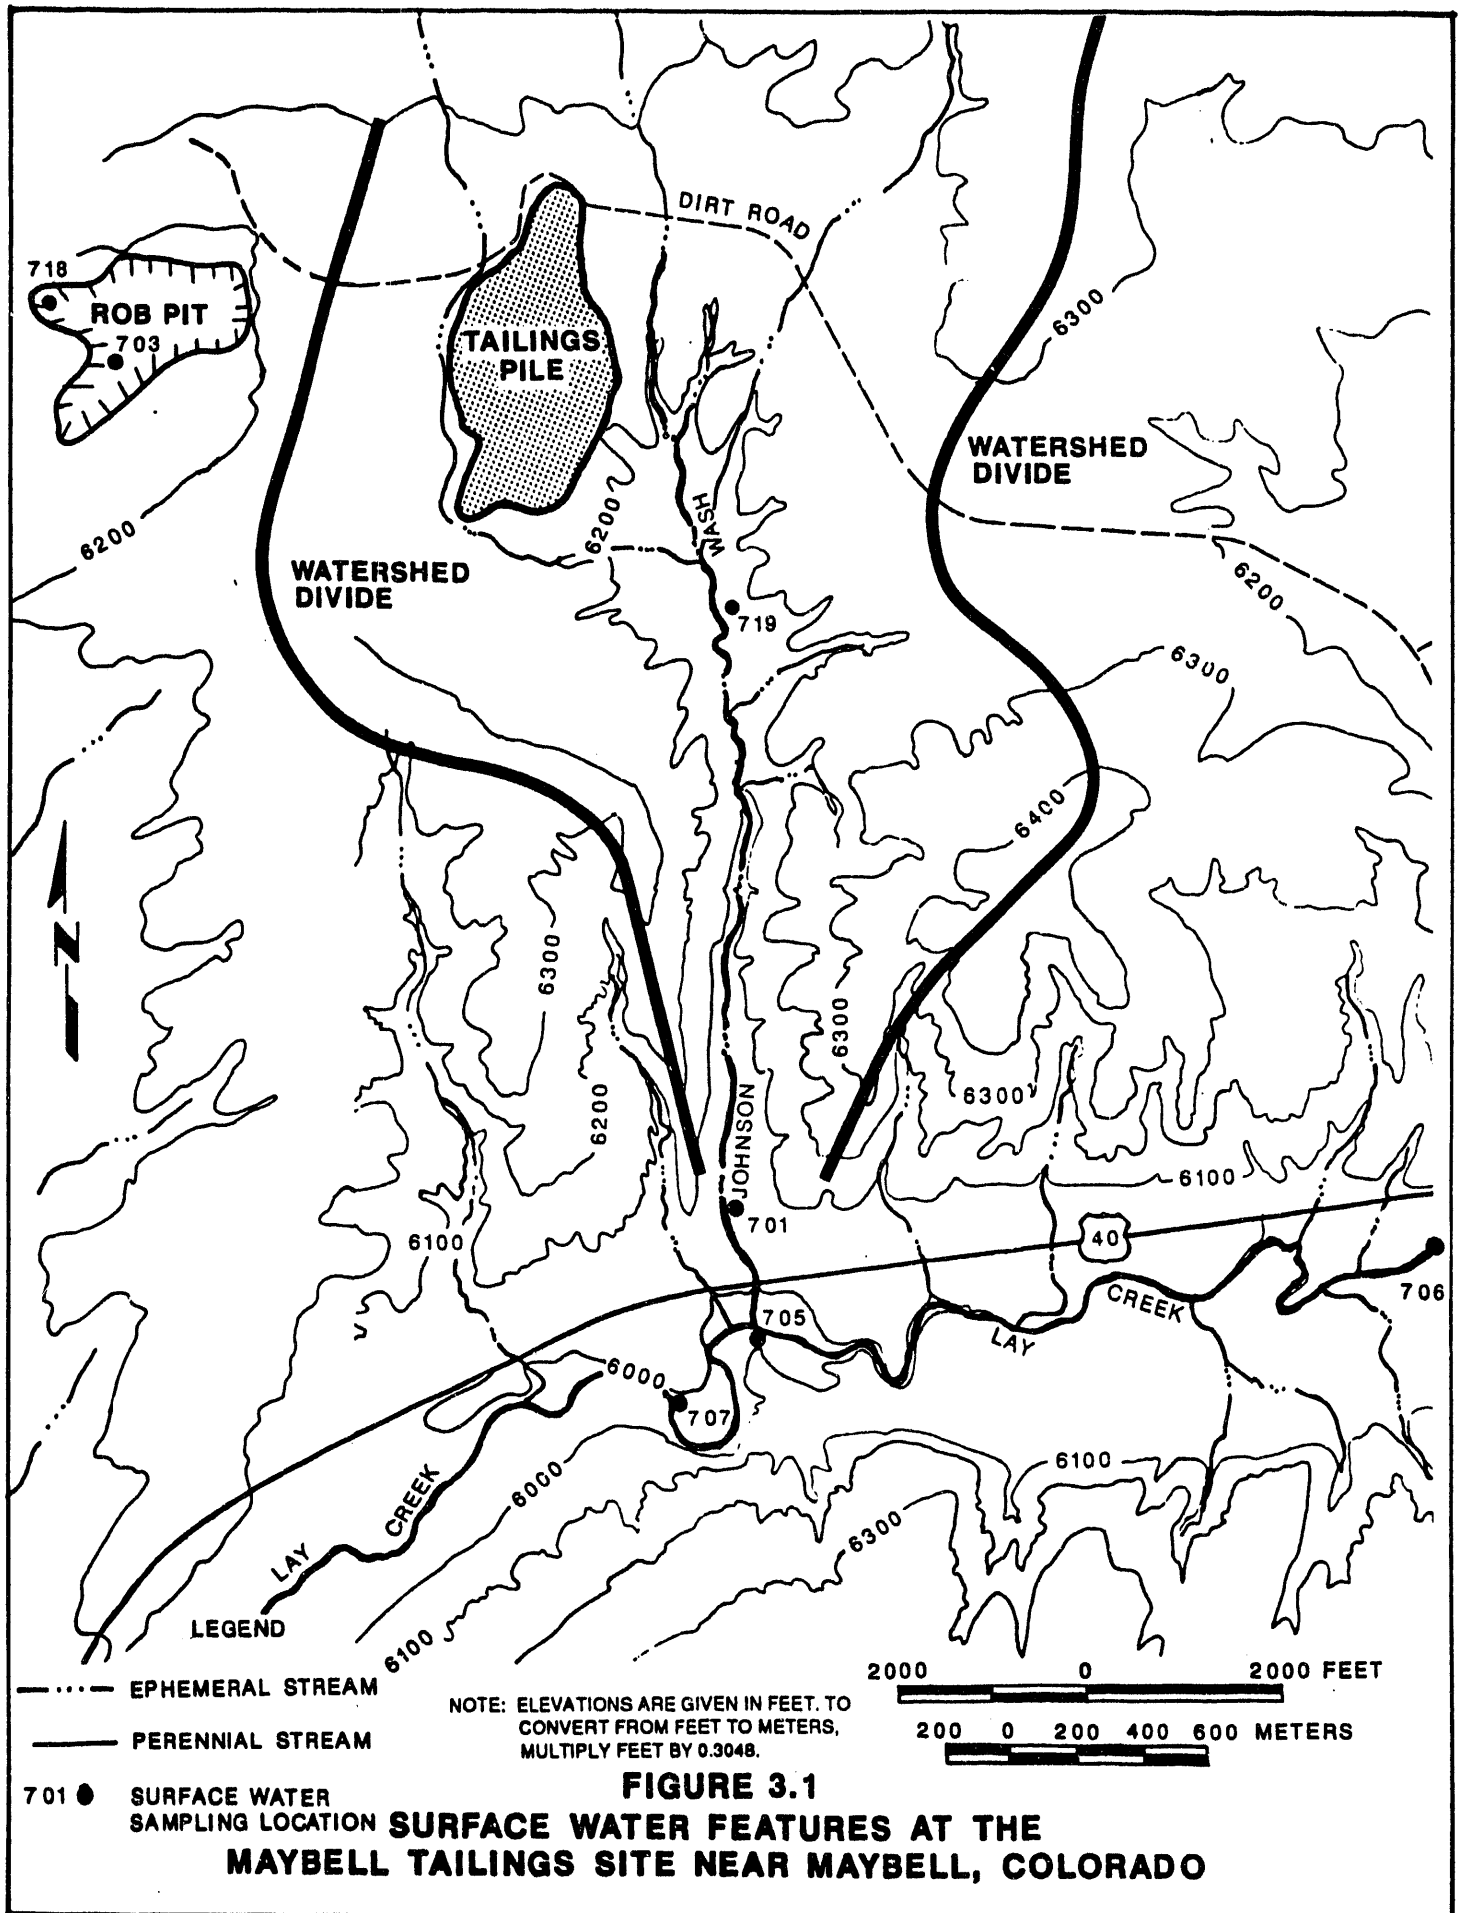 DIRT ROAD
718
ROB PIT
703
TAILINGS
PILE
6300
WATERSHED
DIVIDE
6200
6200
WASH
WATERSHED
DIVIDE
719
6200
6300
6400
N
6300
6300
6200
6300
JOHNSON
6100
701
6100
40
706
CREEK
705
LAY
6000
707
6100
6000
CREEK
6300
LAY
6100
LEGEND
EPHEMERAL STREAM
PERENNIAL STREAM
701 SURFACE WATER
SAMPLING LOCATION
NOTE: ELEVATIONS ARE GIVEN IN FEET. TO
CONVERT FROM FEET TO METERS,
MULTIPLY FEET BY 0.3048.
2000 0 2000 FEET
200 0 200 400 600 METERS
FIGURE 3.1
SURFACE WATER FEATURES AT THE
MAYBELL TAILINGS SITE NEAR MAYBELL, COLORADO